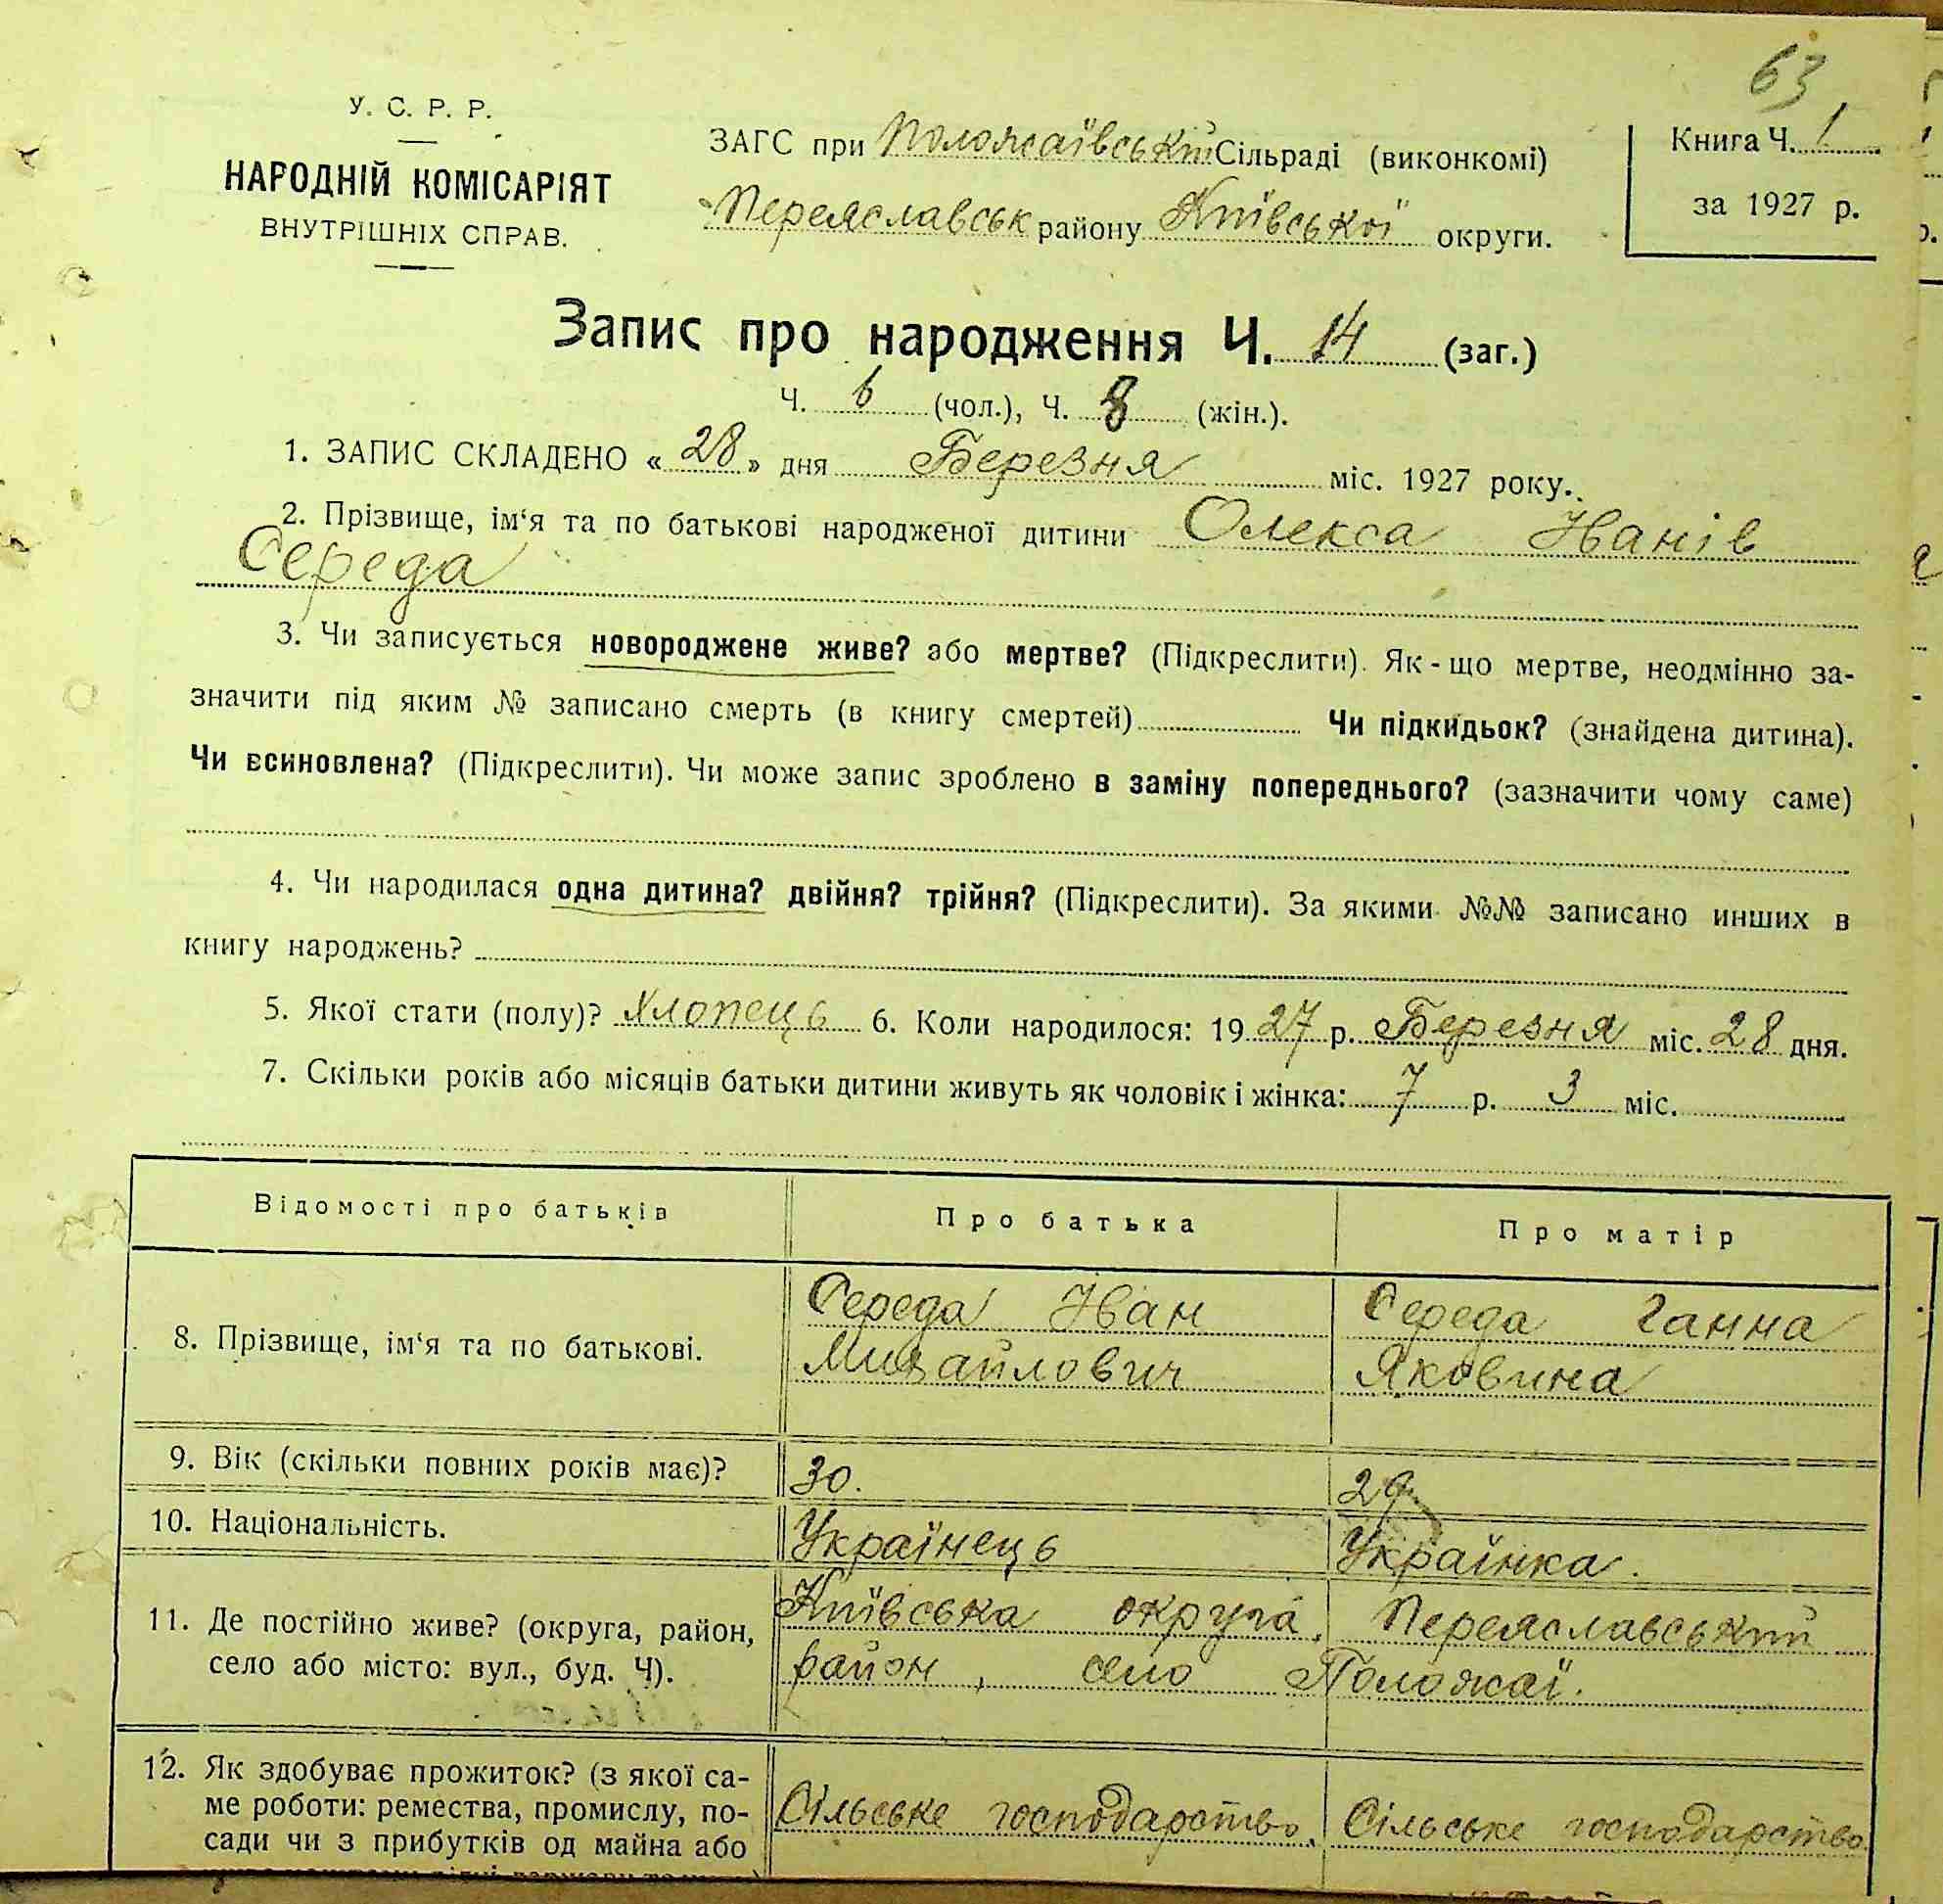 63
У. С. Р. Р.
НАРОДНІЙ КОМІСАРІЯТ
ВНУТРІШНІХ СПРАВ.
ЗАГС при Положаївській Сільраді (виконкомі)
Переяславськ району Київської округи.
Книга Ч. 1
за 1927 р.
Запис про народження Ч. 14 (заг.)
Ч. 6 (чол.), Ч. 8 (жін.).
1. ЗАПИС СКЛАДЕНО « 28 » дня Березня міс. 1927 року.
2. Прізвище, ім‘я та по батькові народженої дитини Олекса Іванів
Середа
3. Чи записується новороджене живе? або мертве? (Підкреслити). Як-що мертве, неодмінно за-
значити під яким № записано смерть (в книгу смертей) Чи підкидьок? (знайдена дитина).
Чи всиновлена? (Підкреслити). Чи може запис зроблено в заміну попереднього? (зазначити чому саме)
4. Чи народилася одна дитина? двійня? трійня? (Підкреслити). За якими №№ записано инших в
книгу народжень?
5. Якої стати (полу)? Хлопець 6. Коли народилося: 1927 р. Березня міс. 28 дня.
7. Скільки років або місяців батьки дитини живуть як чоловік і жінка: 7 р. 3 міс.
Відомості про батьків Про батька Про матір
8. Прізвище, ім‘я та по батькові. Середа Іван Середа Ганна
Михайлович Яковина
9. Вік (скільки повних років має)? 30. 29.
10. Національність. Українець Українка.
11. Де постійно живе? (округа, район, Київська округа, Переяславський
село або місто: вул., буд. Ч). район, село Положаї.
12. Як здобуває прожиток? (з якої са-
ме роботи: ремества, промислу, по- Сільське господарство. Сільське господарство.
сади чи з прибутків од майна або